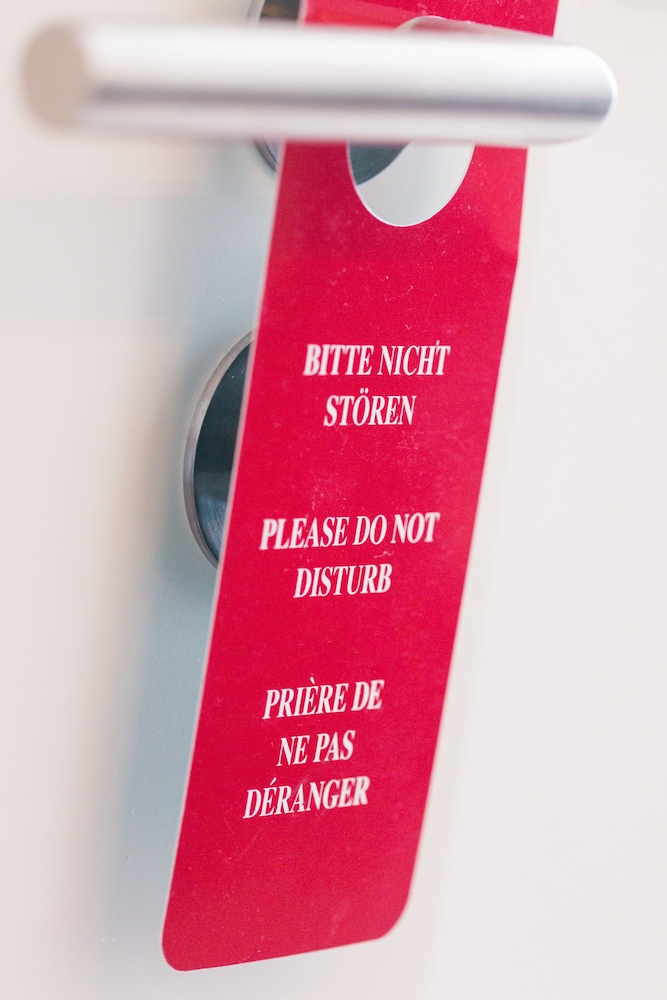 BITTE NICHT
STÖREN
PLEASE DO NOT
DISTURB
PRIÈRE DE
NE PAS
DÉRANGER